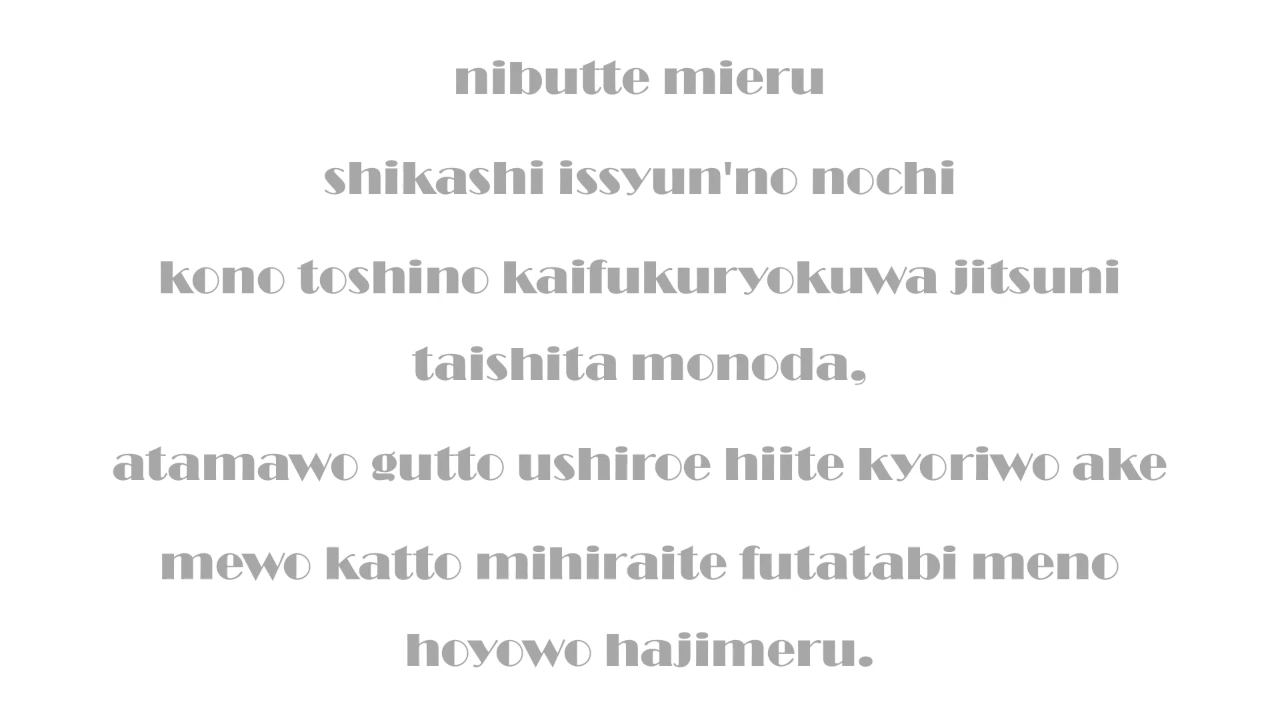 nibutte mieru
shikashi issyun'no nochi
kono toshino kaifukuryokuwa jitsuni
taishita monoda,
atamawo gutto ushiroe hiite kyoriwo ake
mewo katto mihiraite futatabi meno
hoyowo hajimeru.